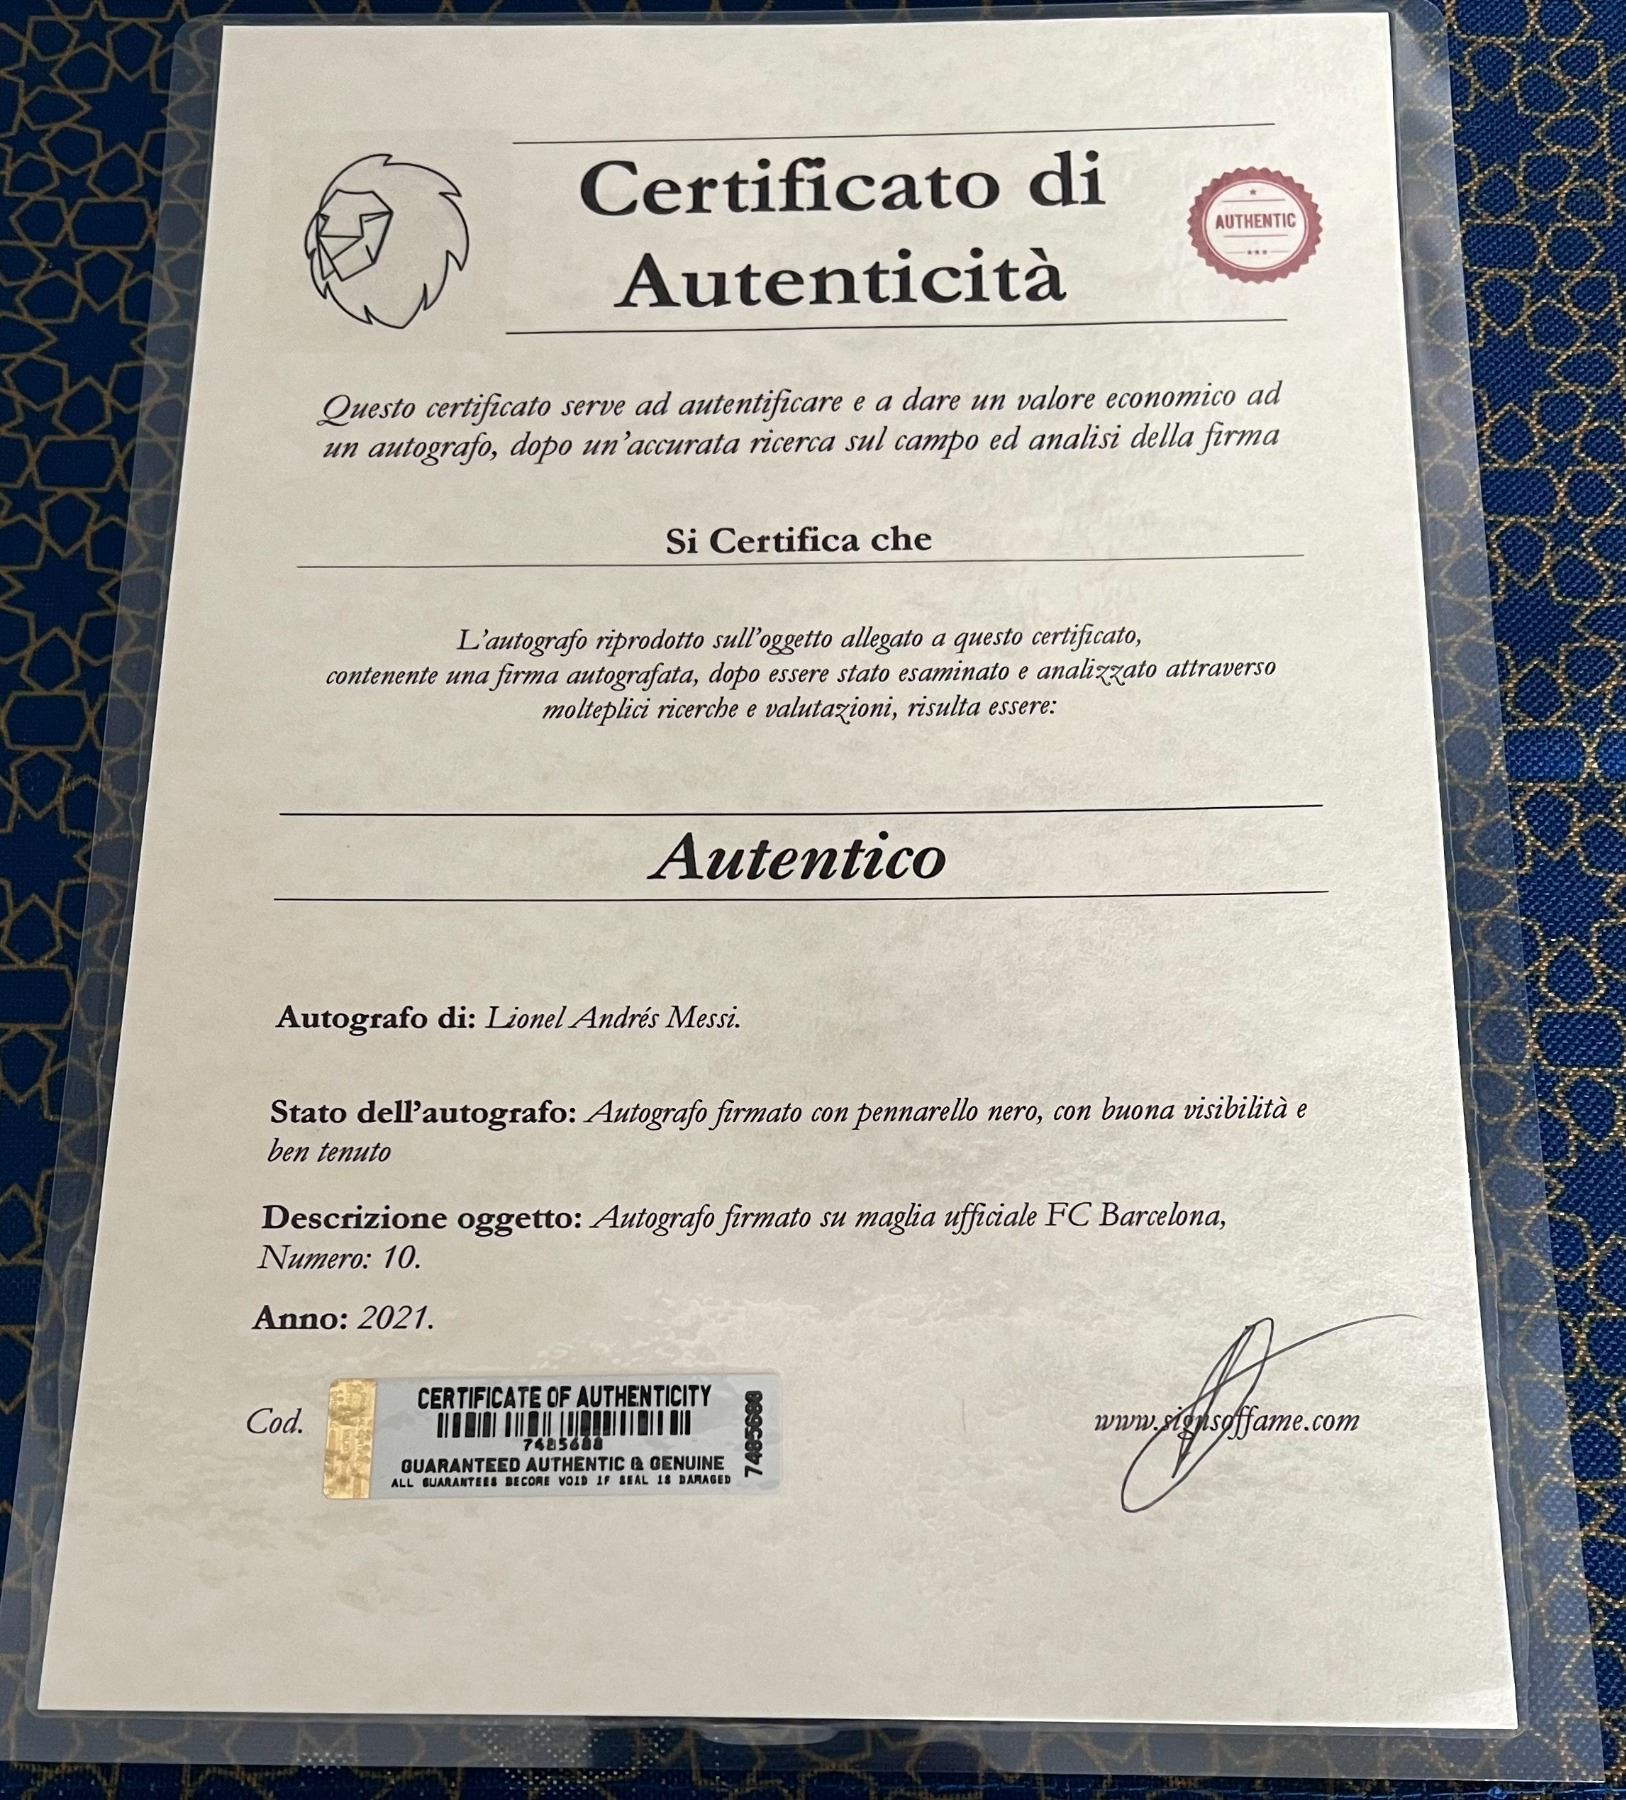 Certificato di
Autenticità
AUTHENTIC
Questo certificato serve ad autentificare e a dare un valore economico ad
un autografo, dopo un'accurata ricerca sul campo ed analisi della firma
Si Certifica che
L'autografo riprodotto sull'oggetto allegato a questo certificato,
contenente una firma autografata, dopo essere stato esaminato e analizzato attraverso
molteplici ricerche e valutazioni, risulta essere:
Autentico
Autografo di: Lionel Andrés Messi.
Stato dell'autografo: Autografo firmato con pennarello nero, con buona visibilità e
ben tenuto
Descrizione oggetto: Autografo firmato su maglia ufficiale FC Barcelona,
Numero: 10.
Anno: 2021.
Cod.
CERTIFICATE OF AUTHENTICITY
7485688
GUARANTEED AUTHENTIC & GENUINE
ALL GUARANTEES BECOME VOID IF SEAL IS DAMAGED
7485688
www.signsoffame.com